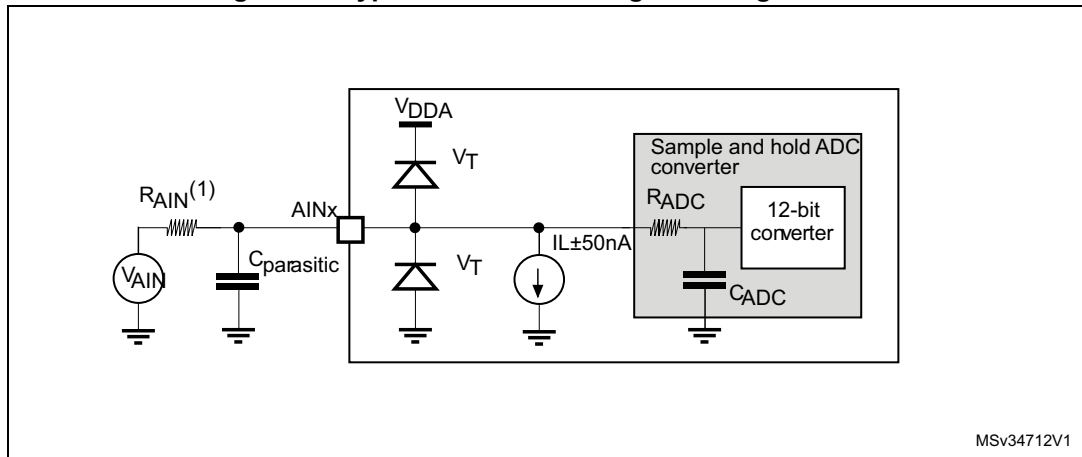 V_DDA
V_T
Sample and hold ADC
converter
R_AIN(1)
AINx
R_ADC
12-bit
converter
IL±50nA
V_AIN
C_parasitic
V_T
C_ADC
MSv34712V1